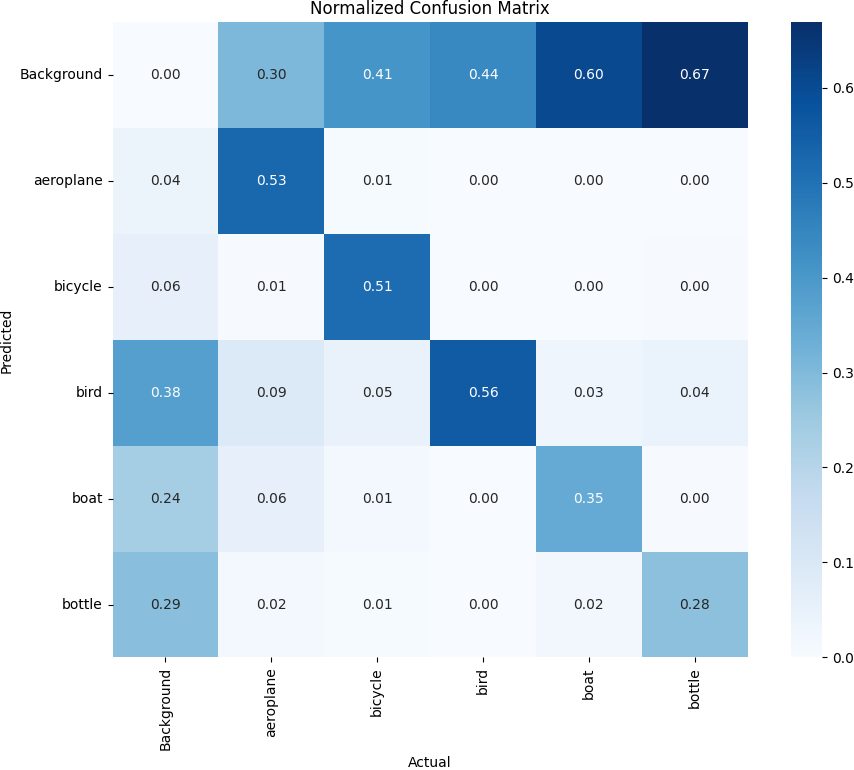 Normalized Confusion Matrix
Predicted
Background 0.00 0.30 0.41 0.44 0.60 0.67
aeroplane 0.04 0.53 0.01 0.00 0.00 0.00
bicycle 0.06 0.01 0.51 0.00 0.00 0.00
bird 0.38 0.09 0.05 0.56 0.03 0.04
boat 0.24 0.06 0.01 0.00 0.35 0.00
bottle 0.29 0.02 0.01 0.00 0.02 0.28
Background aeroplane bicycle bird boat bottle
Actual
0.6
0.5
0.4
0.3
0.2
0.1
0.0